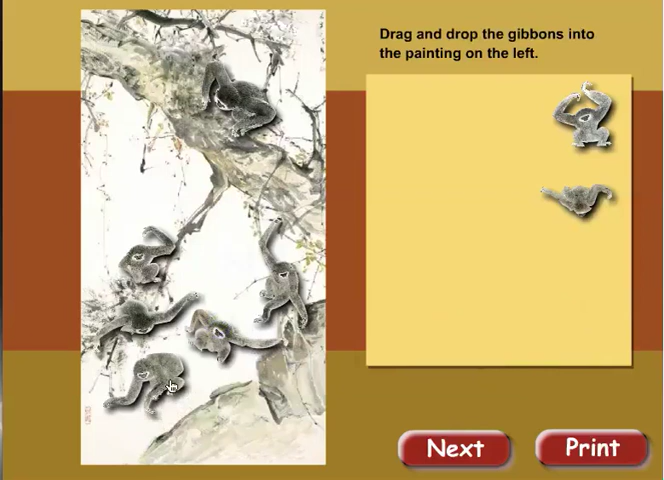 Drag and drop the gibbons into
the painting on the left.
Next
Print